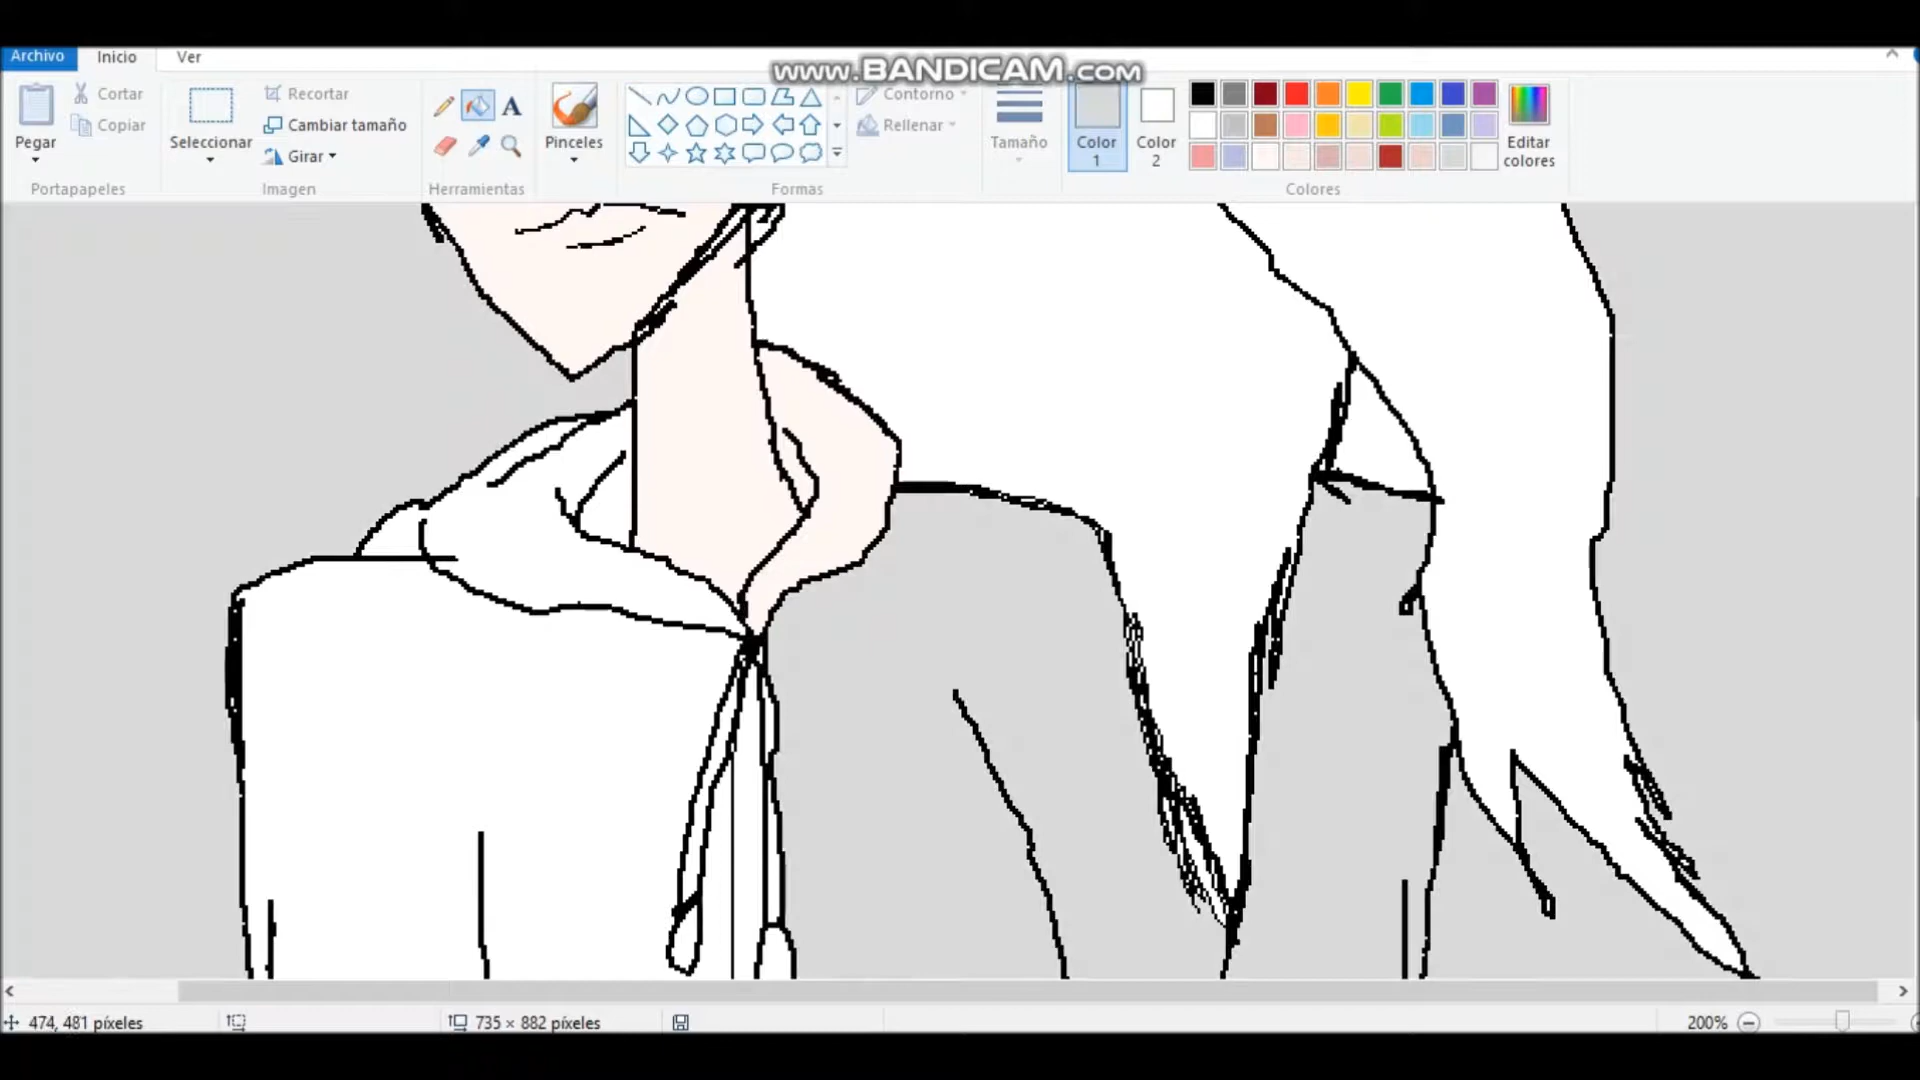 Archivo Inicio Ver
www.BANDICAM.com
Pegar
Cortar
Copiar
Portapapeles
Seleccionar
Recortar
Cambiar tamaño
Girar
Imagen
A
Herramientas
Pinceles
Contorno
Rellenar
Formas
Tamaño
Color
1
Color
2
Editar
colores
Colores
474, 481 píxeles
735 × 882 píxeles
200%